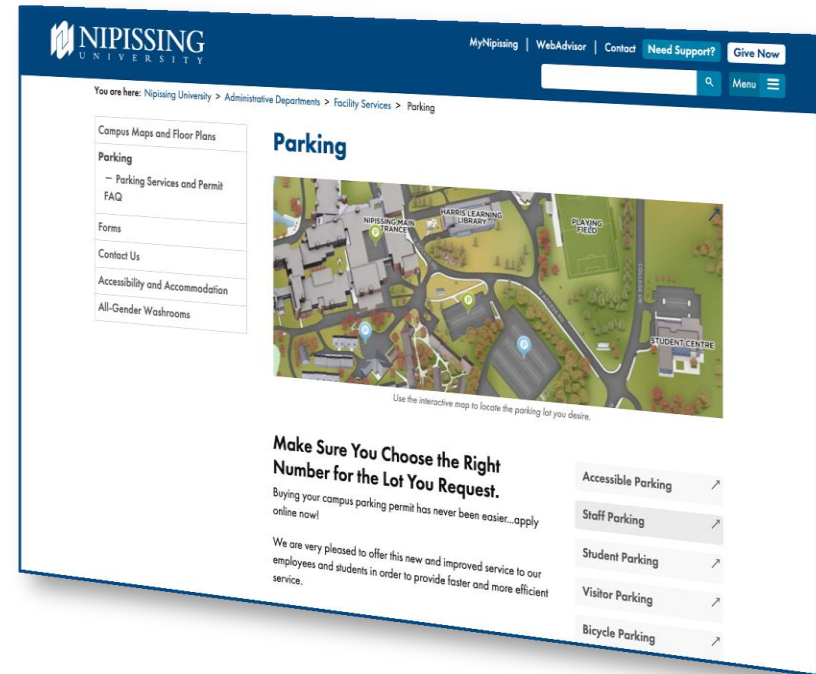 NIPISSING
UNIVERSITY
MyNipissing | WebAdvisor | Contact Need Support? Give Now
Menu
You are here: Nipissing University > Administrative Departments > Facility Services > Parking
Campus Maps and Floor Plans
Parking
— Parking Services and Permit
FAQ
Forms
Contact Us
Accessibility and Accommodation
All-Gender Washrooms
Parking
NIPISSING MAIN
TRANCE
HARRIS LEARNING
LIBRARY
PLAYING
FIELD
STUDENT CENTRE
P
P
P
P
Use the interactive map to locate the parking lot you desire.
Make Sure You Choose the Right
Number for the Lot You Request.
Buying your campus parking permit has never been easier...apply
online now!
We are very pleased to offer this new and improved service to our
employees and students in order to provide faster and more efficient
service.
Accessible Parking
Staff Parking
Student Parking
Visitor Parking
Bicycle Parking